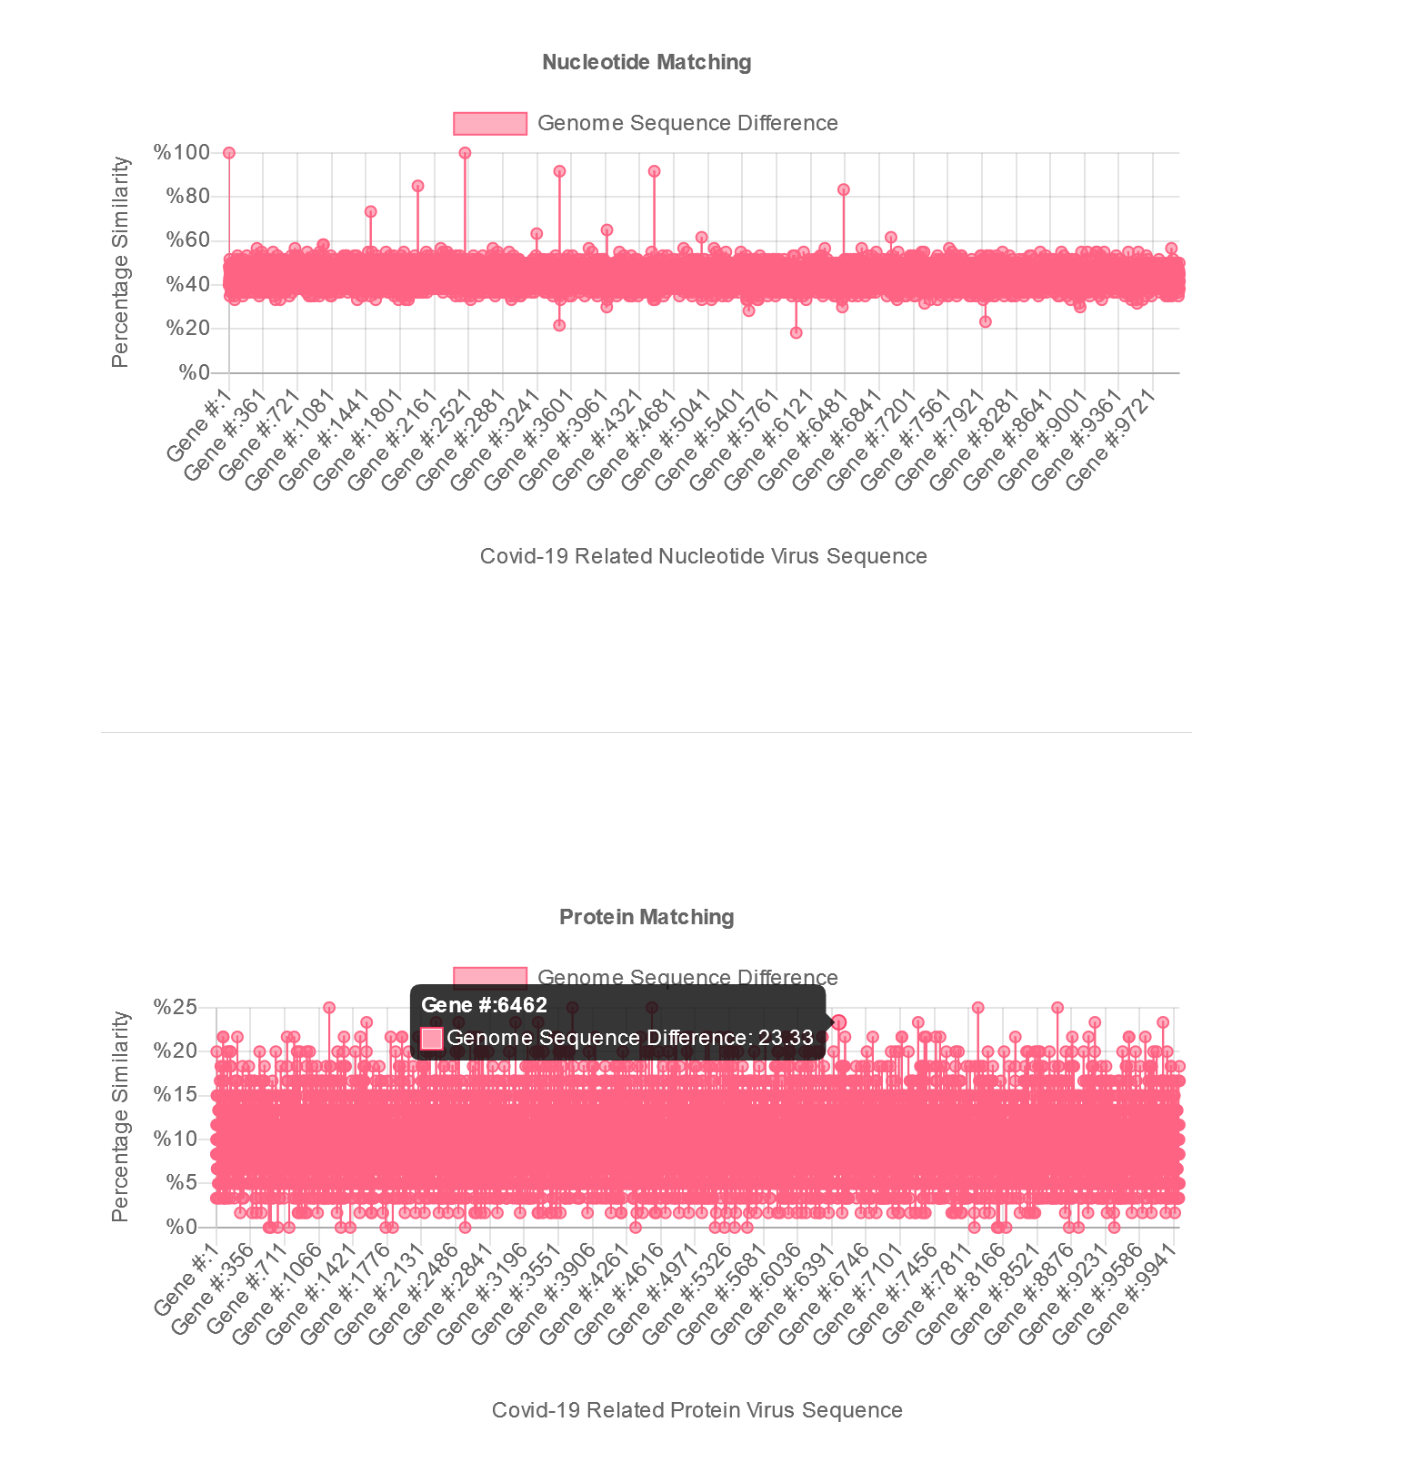 Nucleotide Matching
Genome Sequence Difference
Percentage Similarity
%100
%80
%60
%40
%20
%0
Gene #:1
Gene #:361
Gene #:721
Gene #:1081
Gene #:1441
Gene #:1801
Gene #:2161
Gene #:2521
Gene #:2881
Gene #:3241
Gene #:3601
Gene #:3961
Gene #:4321
Gene #:4681
Gene #:5041
Gene #:5401
Gene #:5761
Gene #:6121
Gene #:6481
Gene #:6841
Gene #:7201
Gene #:7561
Gene #:7921
Gene #:8281
Gene #:8641
Gene #:9001
Gene #:9361
Gene #:9721
Covid-19 Related Nucleotide Virus Sequence
Protein Matching
Genome Sequence Difference
Gene #:6462
Genome Sequence Difference: 23.33
Percentage Similarity
%25
%20
%15
%10
%5
%0
Gene #:1
Gene #:356
Gene #:711
Gene #:1066
Gene #:1421
Gene #:1776
Gene #:2131
Gene #:2486
Gene #:2841
Gene #:3196
Gene #:3551
Gene #:3906
Gene #:4261
Gene #:4616
Gene #:4971
Gene #:5326
Gene #:5681
Gene #:6036
Gene #:6391
Gene #:6746
Gene #:7101
Gene #:7456
Gene #:7811
Gene #:8166
Gene #:8521
Gene #:8876
Gene #:9231
Gene #:9586
Gene #:9941
Covid-19 Related Protein Virus Sequence